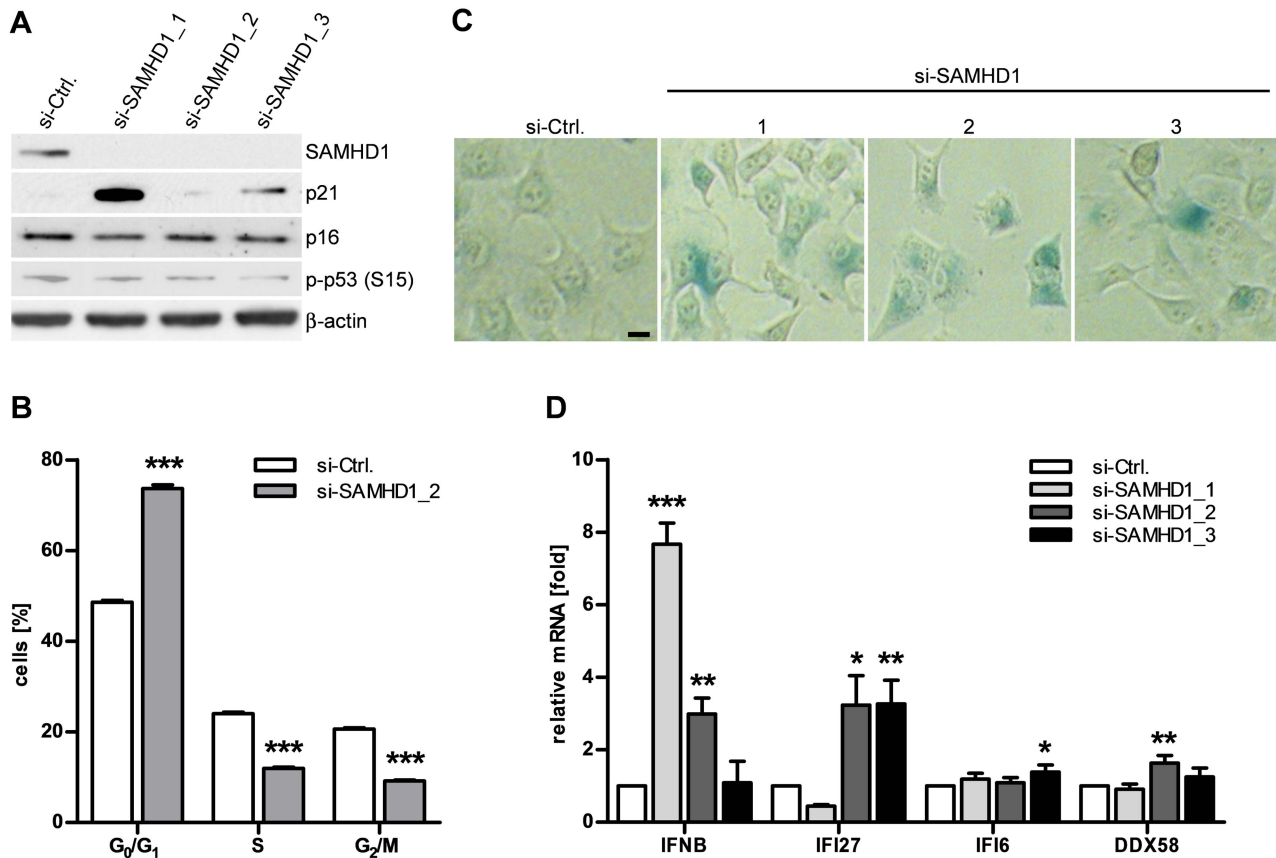 A
si-Ctrl.
si-SAMHD1_1
si-SAMHD1_2
si-SAMHD1_3
SAMHD1
p21
p16
p-p53 (S15)
β-actin
C
si-SAMHD1
si-Ctrl. 1 2 3
B
80
60
40
20
0
cells [%]
***
***
***
si-Ctrl.
si-SAMHD1_2
G0/G1 S G2/M
D
10
8
6
4
2
0
relative mRNA [fold]
***
**
*
**
*
**
si-Ctrl.
si-SAMHD1_1
si-SAMHD1_2
si-SAMHD1_3
IFNB IFI27 IFI6 DDX58